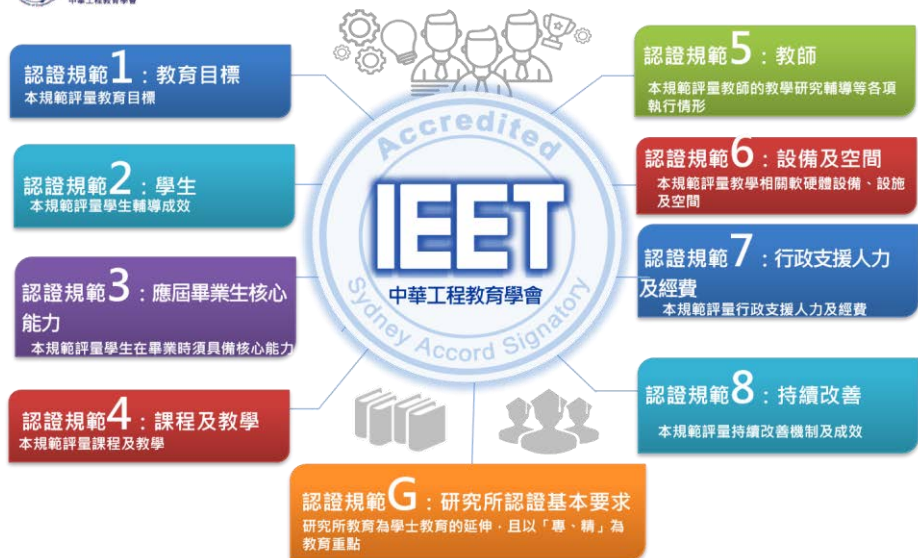 中華工程教育學會
認證規範1：教育目標
本規範評量教育目標
認證規範2：學生
本規範評量學生輔導成效
認證規範3：應屆畢業生核心
能力
本規範評量學生在畢業時須具備核心能力
認證規範4：課程及教學
本規範評量課程及教學
Accredited
IEET
中華工程教育學會
Sydney Accord Signatory
認證規範5：教師
本規範評量教師的教學研究輔導等各項
執行情形
認證規範6：設備及空間
本規範評量教學相關軟硬體設備、設施
及空間
認證規範7：行政支援人力
及經費
本規範評量行政支援人力及經費
認證規範8：持續改善
本規範評量持續改善機制及成效
認證規範G：研究所認證基本要求
研究所教育為學士教育的延伸，且以「專、精」為
教育重點